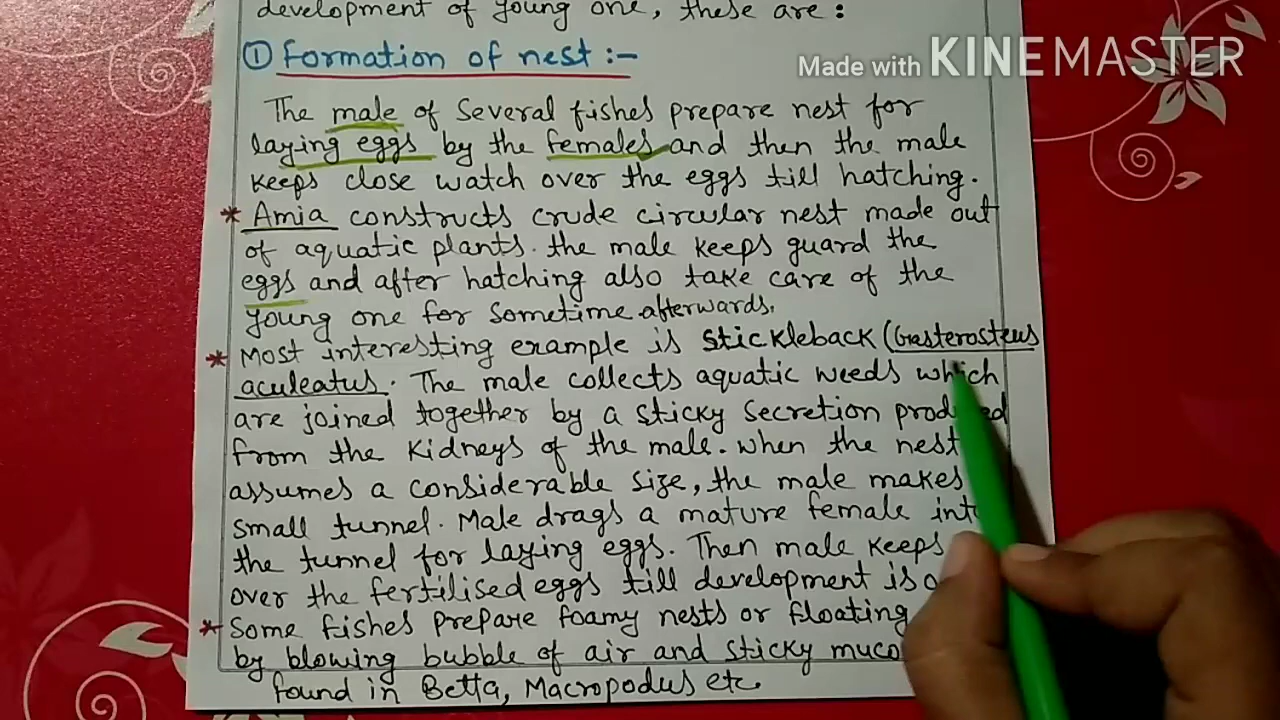 development of young one, these are :
Made with KINEMASTER
① Formation of nest :-
The male of several fishes prepare nest for
laying eggs by the females and then the male
keeps close watch over the eggs till hatching.
* Amia constructs crude circular nest made out
of aquatic plants. the male keeps guard the
eggs and after hatching also take care of the
young one for sometime afterwards.
* Most interesting example is stickleback (Gasterosteus
aculeatus. The male collects aquatic weeds which
are joined together by a sticky secretion
from the kidneys of the male. when the nest
assumes a considerable size, the male makes
small tunnel. Male drags a mature female
the tunnel for laying eggs. Then male keeps
over the fertilised eggs till development is
* Some fishes prepare foamy nests or floating
by blowing bubble of air and sticky
found in Betta, Macropodus etc